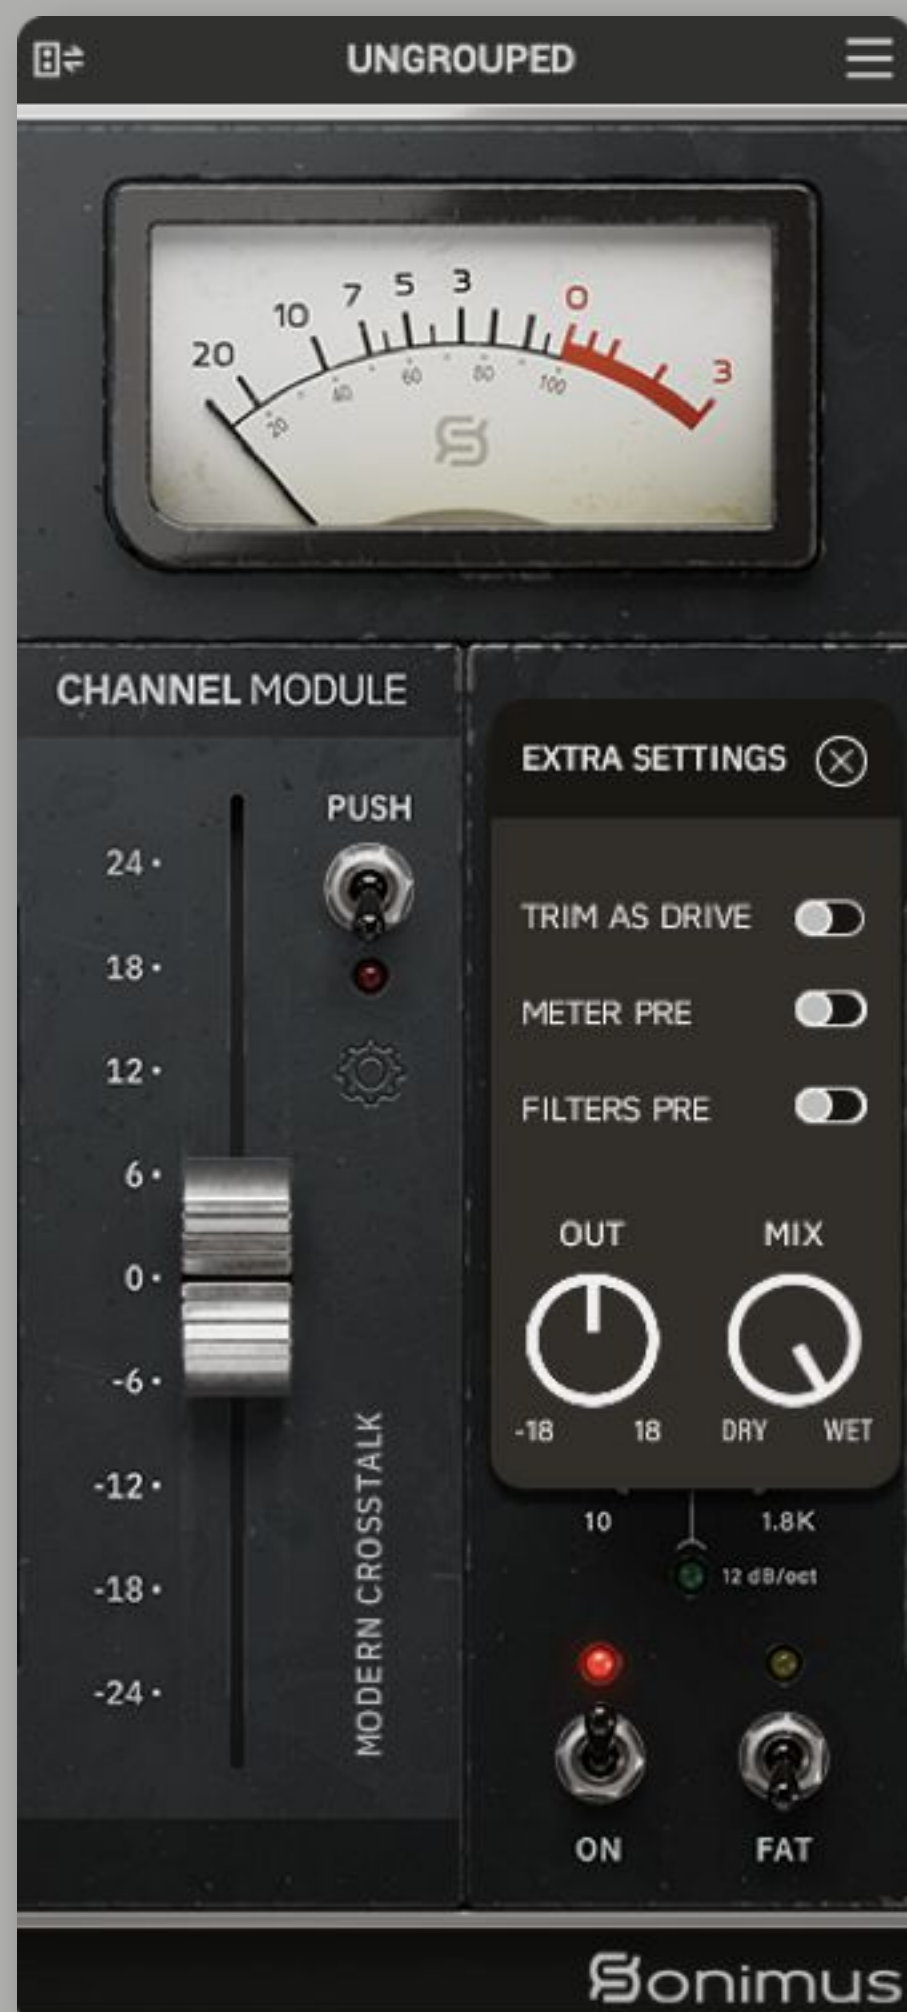 UNGROUPED
20 10 7 5 3 0 3
20 40 60 80 100
CHANNEL MODULE
PUSH
24
18
12
6
0
-6
-12
-18
-24
MODERN CROSSTALK
EXTRA SETTINGS
TRIM AS DRIVE
METER PRE
FILTERS PRE
OUT MIX
-18 18 DRY WET
10 1.8K
12 dB/oct
ON FAT
Sonimus